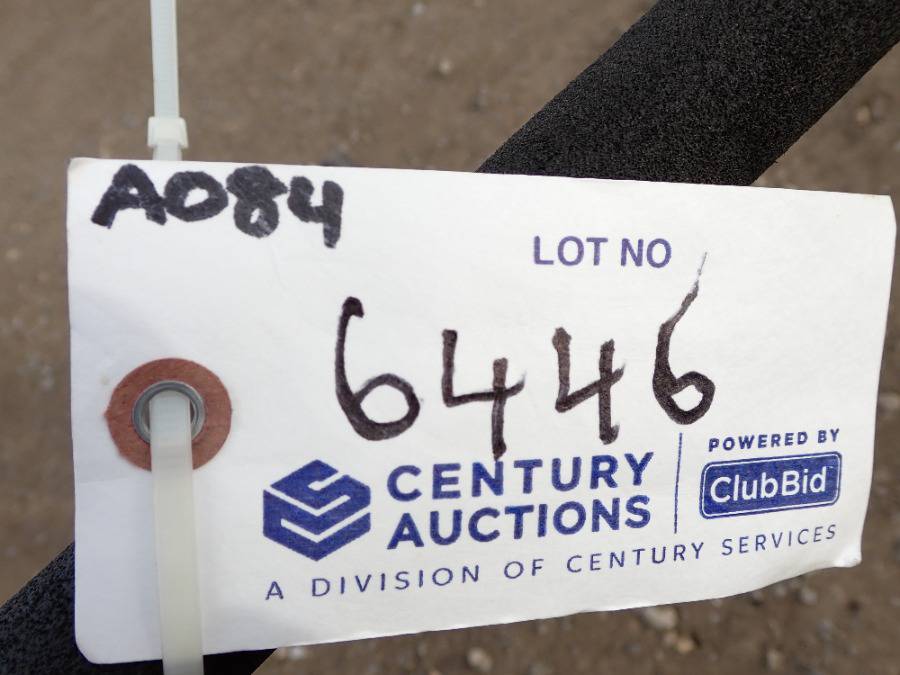 A084
LOT NO
6446
CENTURY AUCTIONS
POWERED BY
ClubBid
A DIVISION OF CENTURY SERVICES